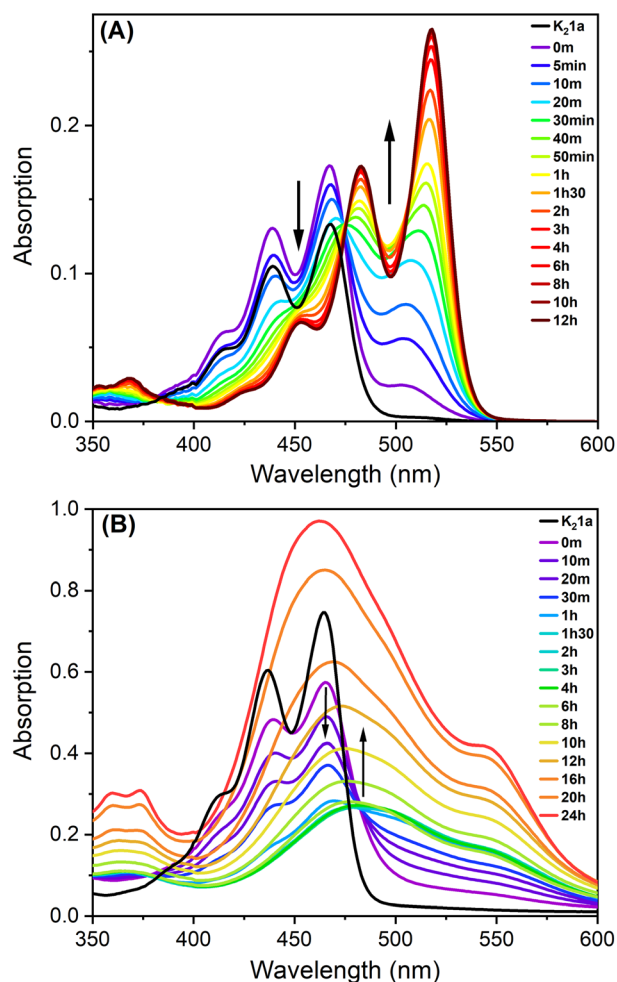 (A)
K₂1a
0m
5min
10m
20m
30min
40m
50min
1h
1h30
2h
3h
4h
6h
8h
10h
12h
0.2
0.1
0.0
Absorption
350 400 450 500 550 600
Wavelength (nm)
(B)
K₂1a
0m
10m
20m
30m
1h
1h30
2h
3h
4h
6h
8h
10h
12h
16h
20h
24h
1.0
0.8
0.6
0.4
0.2
0.0
Absorption
350 400 450 500 550 600
Wavelength (nm)